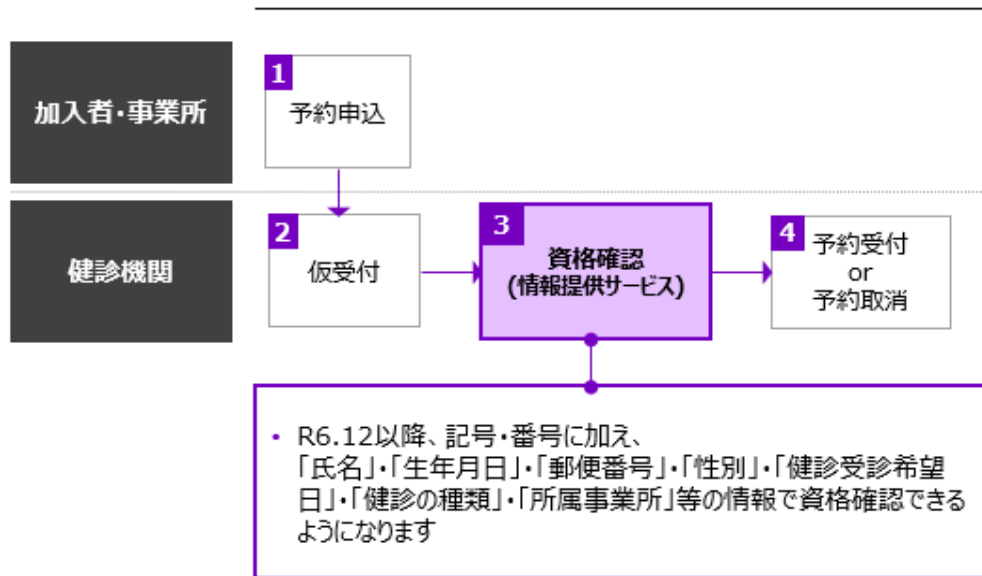 加入者・事業所
1
予約申込
健診機関
2
仮受付
3
資格確認
(情報提供サービス)
4
予約受付
or
予約取消
・ R6.12以降、記号・番号に加え、
「氏名」・「生年月日」・「郵便番号」・「性別」・「健診受診希望
日」・「健診の種類」・「所属事業所」等の情報で資格確認できる
ようになります